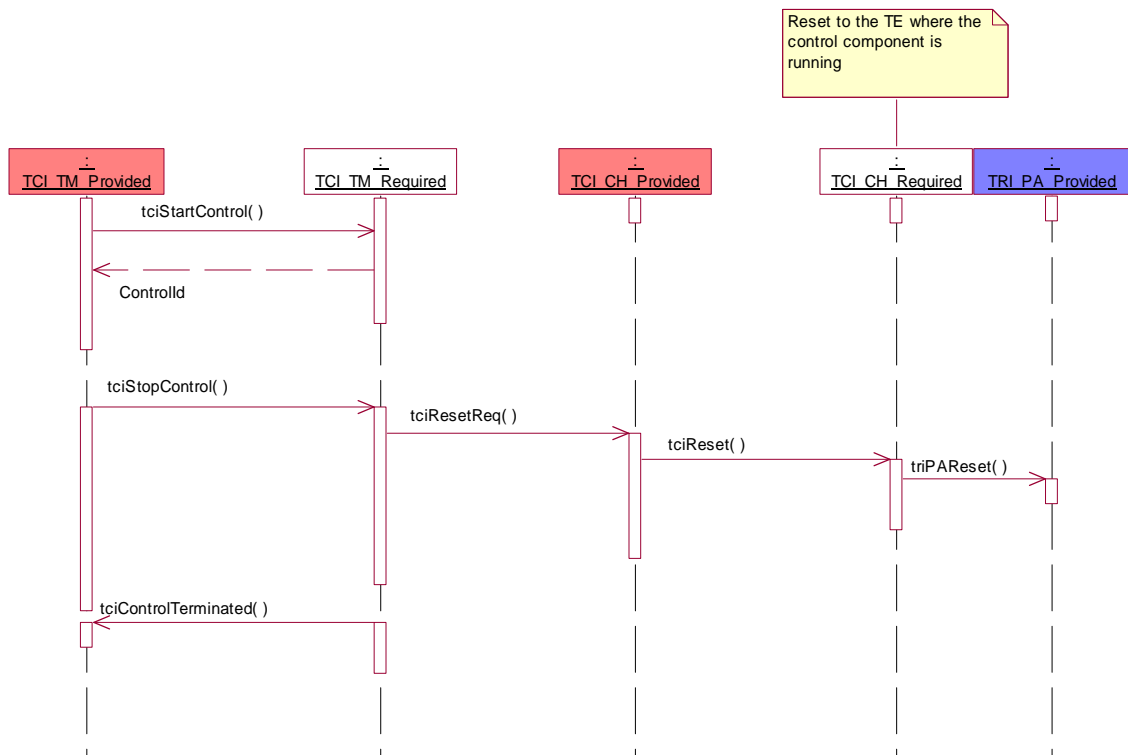 Reset to the TE where the
control component is
running
:
TCI_TM_Provided
:
TCI_TM_Required
:
TCI_CH_Provided
:
TCI_CH_Required
:
TRI_PA_Provided
tciStartControl( )
ControlId
tciStopControl( )
tciResetReq( )
tciReset( )
triPAReset( )
tciControlTerminated( )